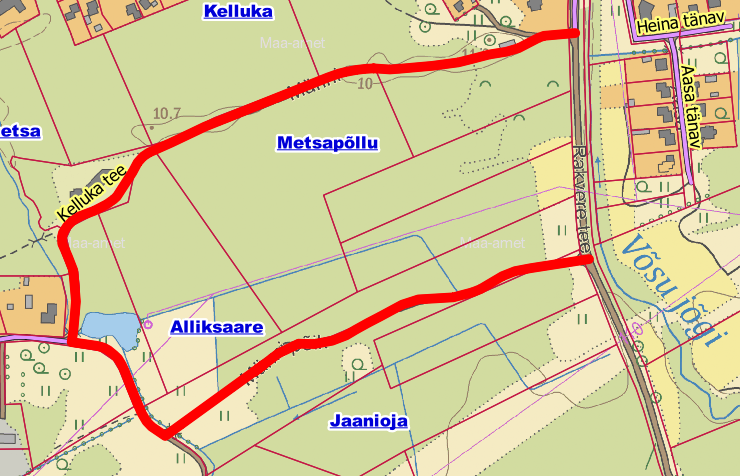 Kelluka
Heina tänav
Maa-amet
11
Aasa tänav
10
10,7
etsa
Metsapõllu
Rakvere tee
Kelluka tee
Maa-amet
Maa-amet
Võsu jõgi
Alliksaare
Jaanioja